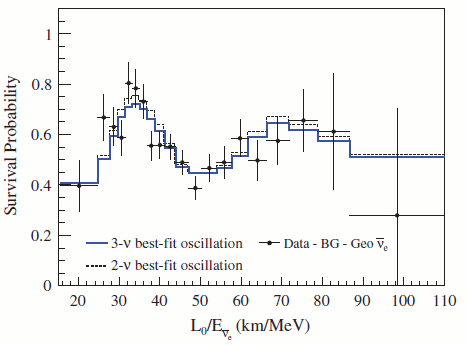 Survival Probability
1
0.8
0.6
0.4
0.2
0
3-ν best-fit oscillation
Data - BG - Geo ν̅ₑ
2-ν best-fit oscillation
20 30 40 50 60 70 80 90 100 110
L₀/E_ν̅ₑ (km/MeV)